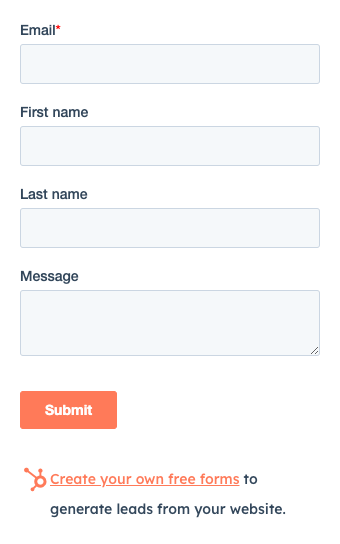 Email*
First name
Last name
Message
Submit
Create your own free forms to
generate leads from your website.